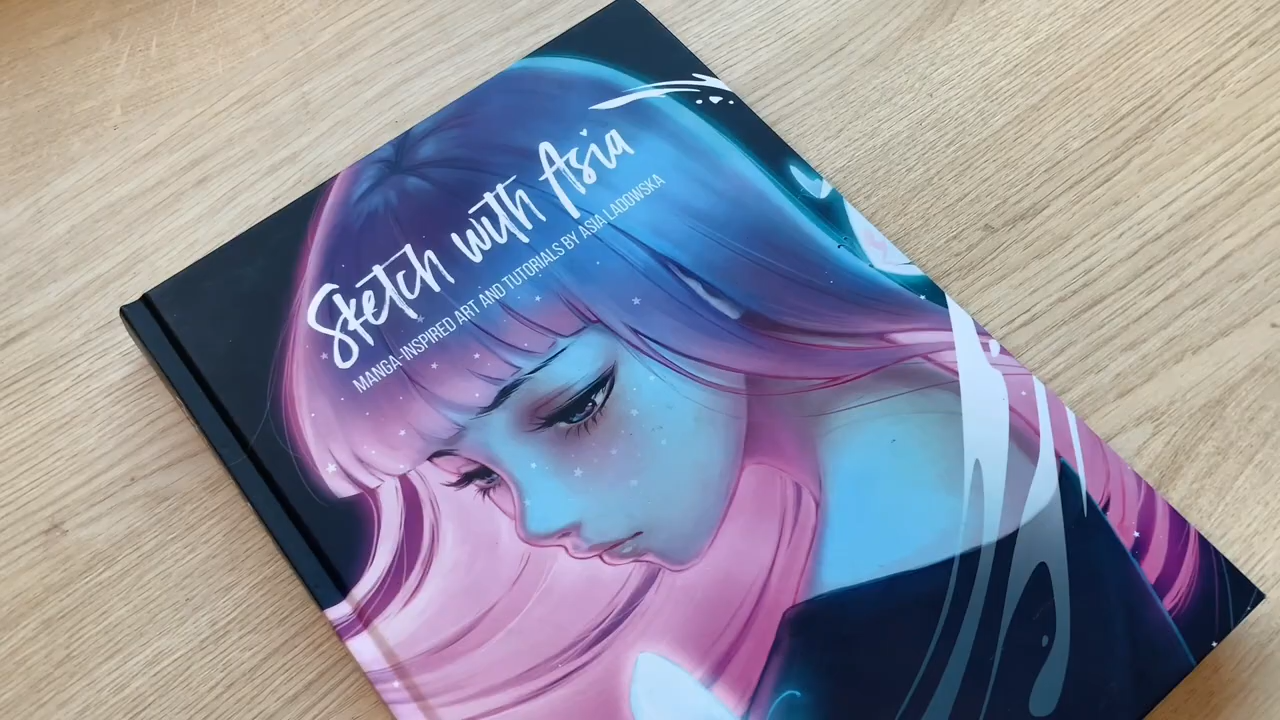 Sketch with Asia
MANGA-INSPIRED ART AND TUTORIALS BY ASIA LADOWSKA